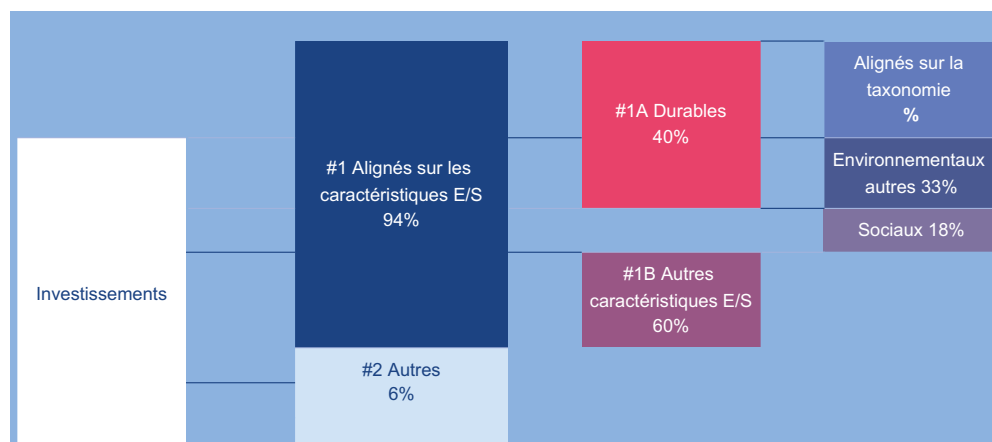 Investissements
#1 Alignés sur les
caractéristiques E/S
94%
#2 Autres
6%
#1A Durables
40%
#1B Autres
caractéristiques E/S
60%
Alignés sur la
taxonomie
%
Environnementaux
autres 33%
Sociaux 18%